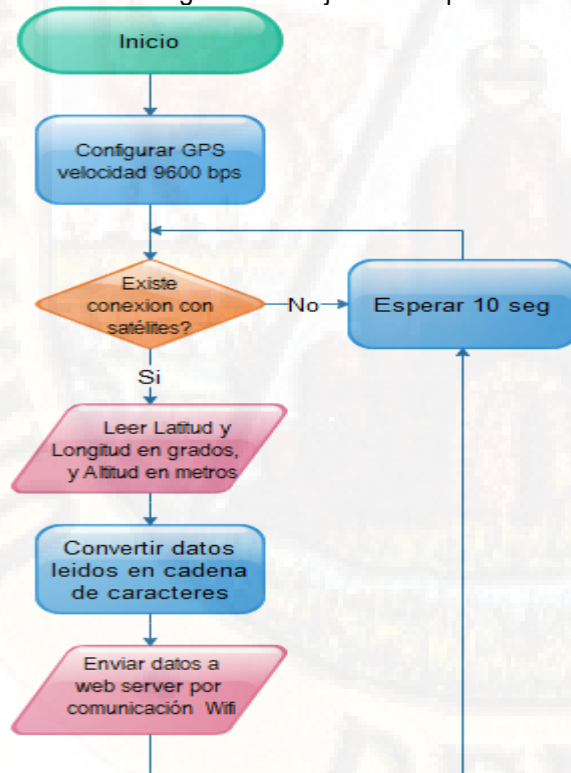 Inicio
Configurar GPS
velocidad 9600 bps
Existe
conexion con
satélites?
No
Esperar 10 seg
Si
Leer Latitud y
Longitud en grados,
y Altitud en metros
Convertir datos
leidos en cadena
de caracteres
Enviar datos a
web server por
comunicación Wifi